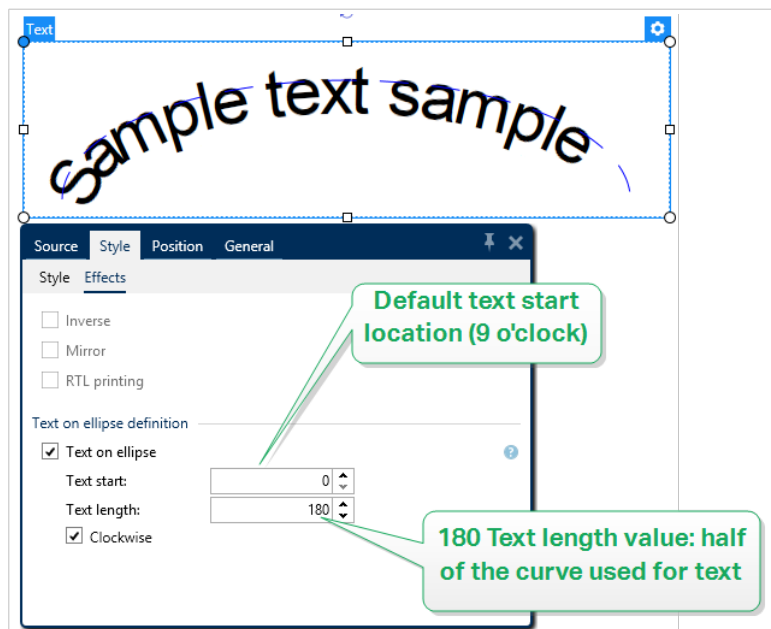 Text
Sample text sample
Source Style Position General
Style Effects
Default text start
location (9 o'clock)
Inverse
Mirror
RTL printing
Text on ellipse definition
Text on ellipse
?
Text start: 0
Text length: 180
Clockwise
180 Text length value: half
of the curve used for text